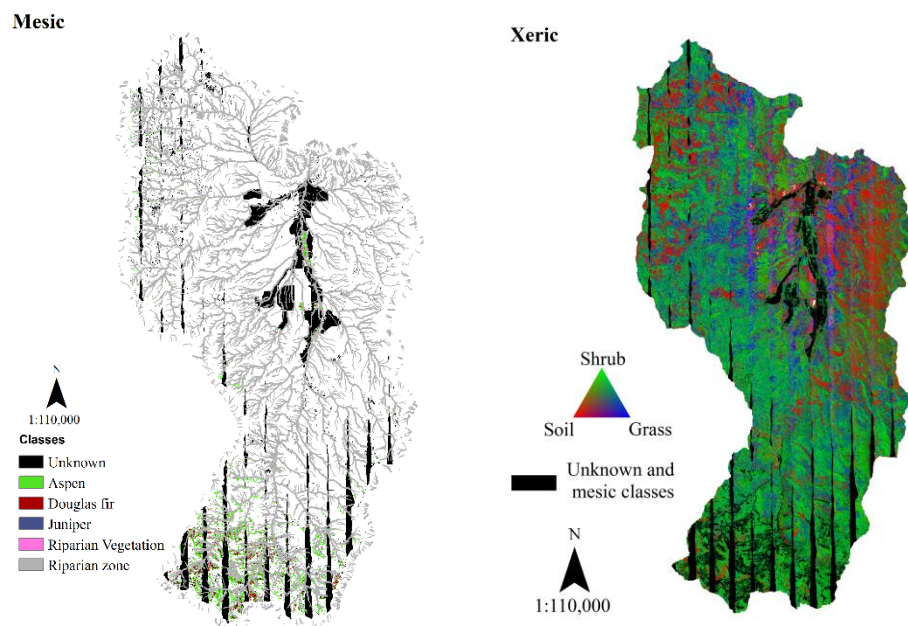 Mesic
N
1:110,000
Classes
Unknown
Aspen
Douglas fir
Juniper
Riparian Vegetation
Riparian zone
Xeric
Shrub
Soil Grass
Unknown and
mesic classes
N
1:110,000